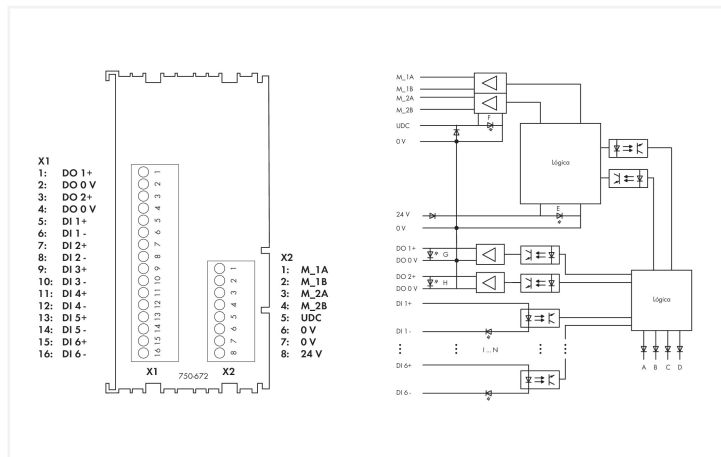 X1
1: DO 1+
2: DO 0 V
3: DO 2+
4: DO 0 V
5: DI 1+
6: DI 1 -
7: DI 2+
8: DI 2 -
9: DI 3+
10: DI 3 -
11: DI 4+
12: DI 4 -
13: DI 5+
14: DI 5 -
15: DI 6+
16: DI 6 -
1
2
3
4
5
6
7
8
9
10
11
12
13
14
15
16
X1
750-672
1
2
3
4
5
6
7
8
X2
X2
1: M_1A
2: M_1B
3: M_2A
4: M_2B
5: UDC
6: 0 V
7: 0 V
8: 24 V
M_1A
M_1B
M_2A
M_2B
F
UDC
0 V
Lógica
E
24 V
0 V
DO 1+
G
DO 0 V
DO 2+
H
DO 0 V
Lógica
DI 1+
DI 1 -
I ... N
DI 6+
DI 6 -
A B C D